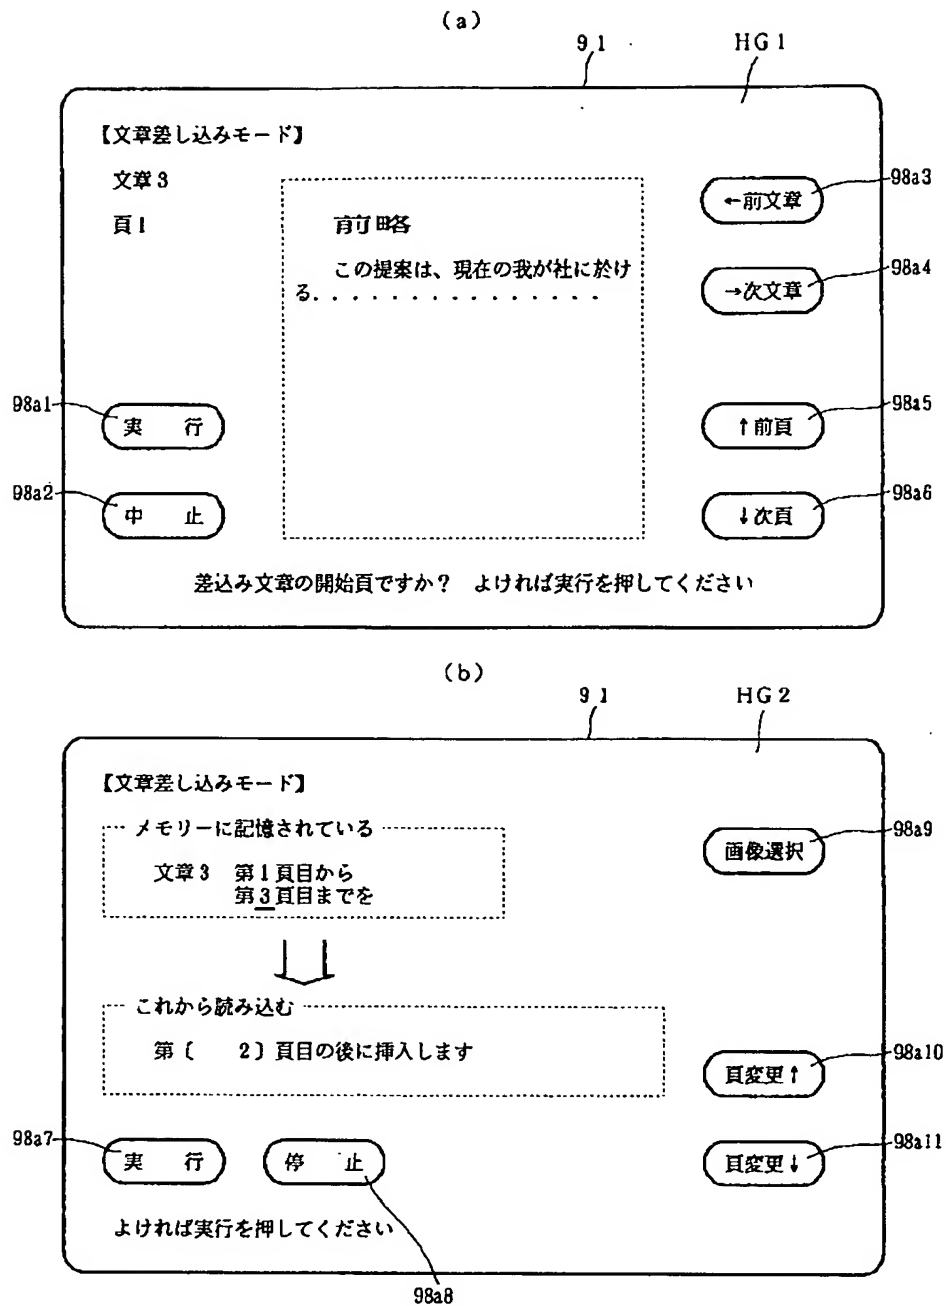 (a)
91
HG1
【文章差し込みモード】
文章3
頁1
前略
この提案は、現在の我が社に於け
る. . . . . . . . . . . . . . .
98a3
←前文章
98a4
→次文章
98a1
実 行
98a5
↑前頁
98a2
中 止
98a6
↓次頁
差込み文章の開始頁ですか? よければ実行を押してください
(b)
91
HG2
【文章差し込みモード】
メモリーに記憶されている
文章3 第1頁目から
第3頁目までを
98a9
画像選択
これから読み込む
第〔 2〕頁目の後に挿入します
98a10
頁変更↑
98a7
実 行
停 止
98a11
頁変更↓
よければ実行を押してください
98a8